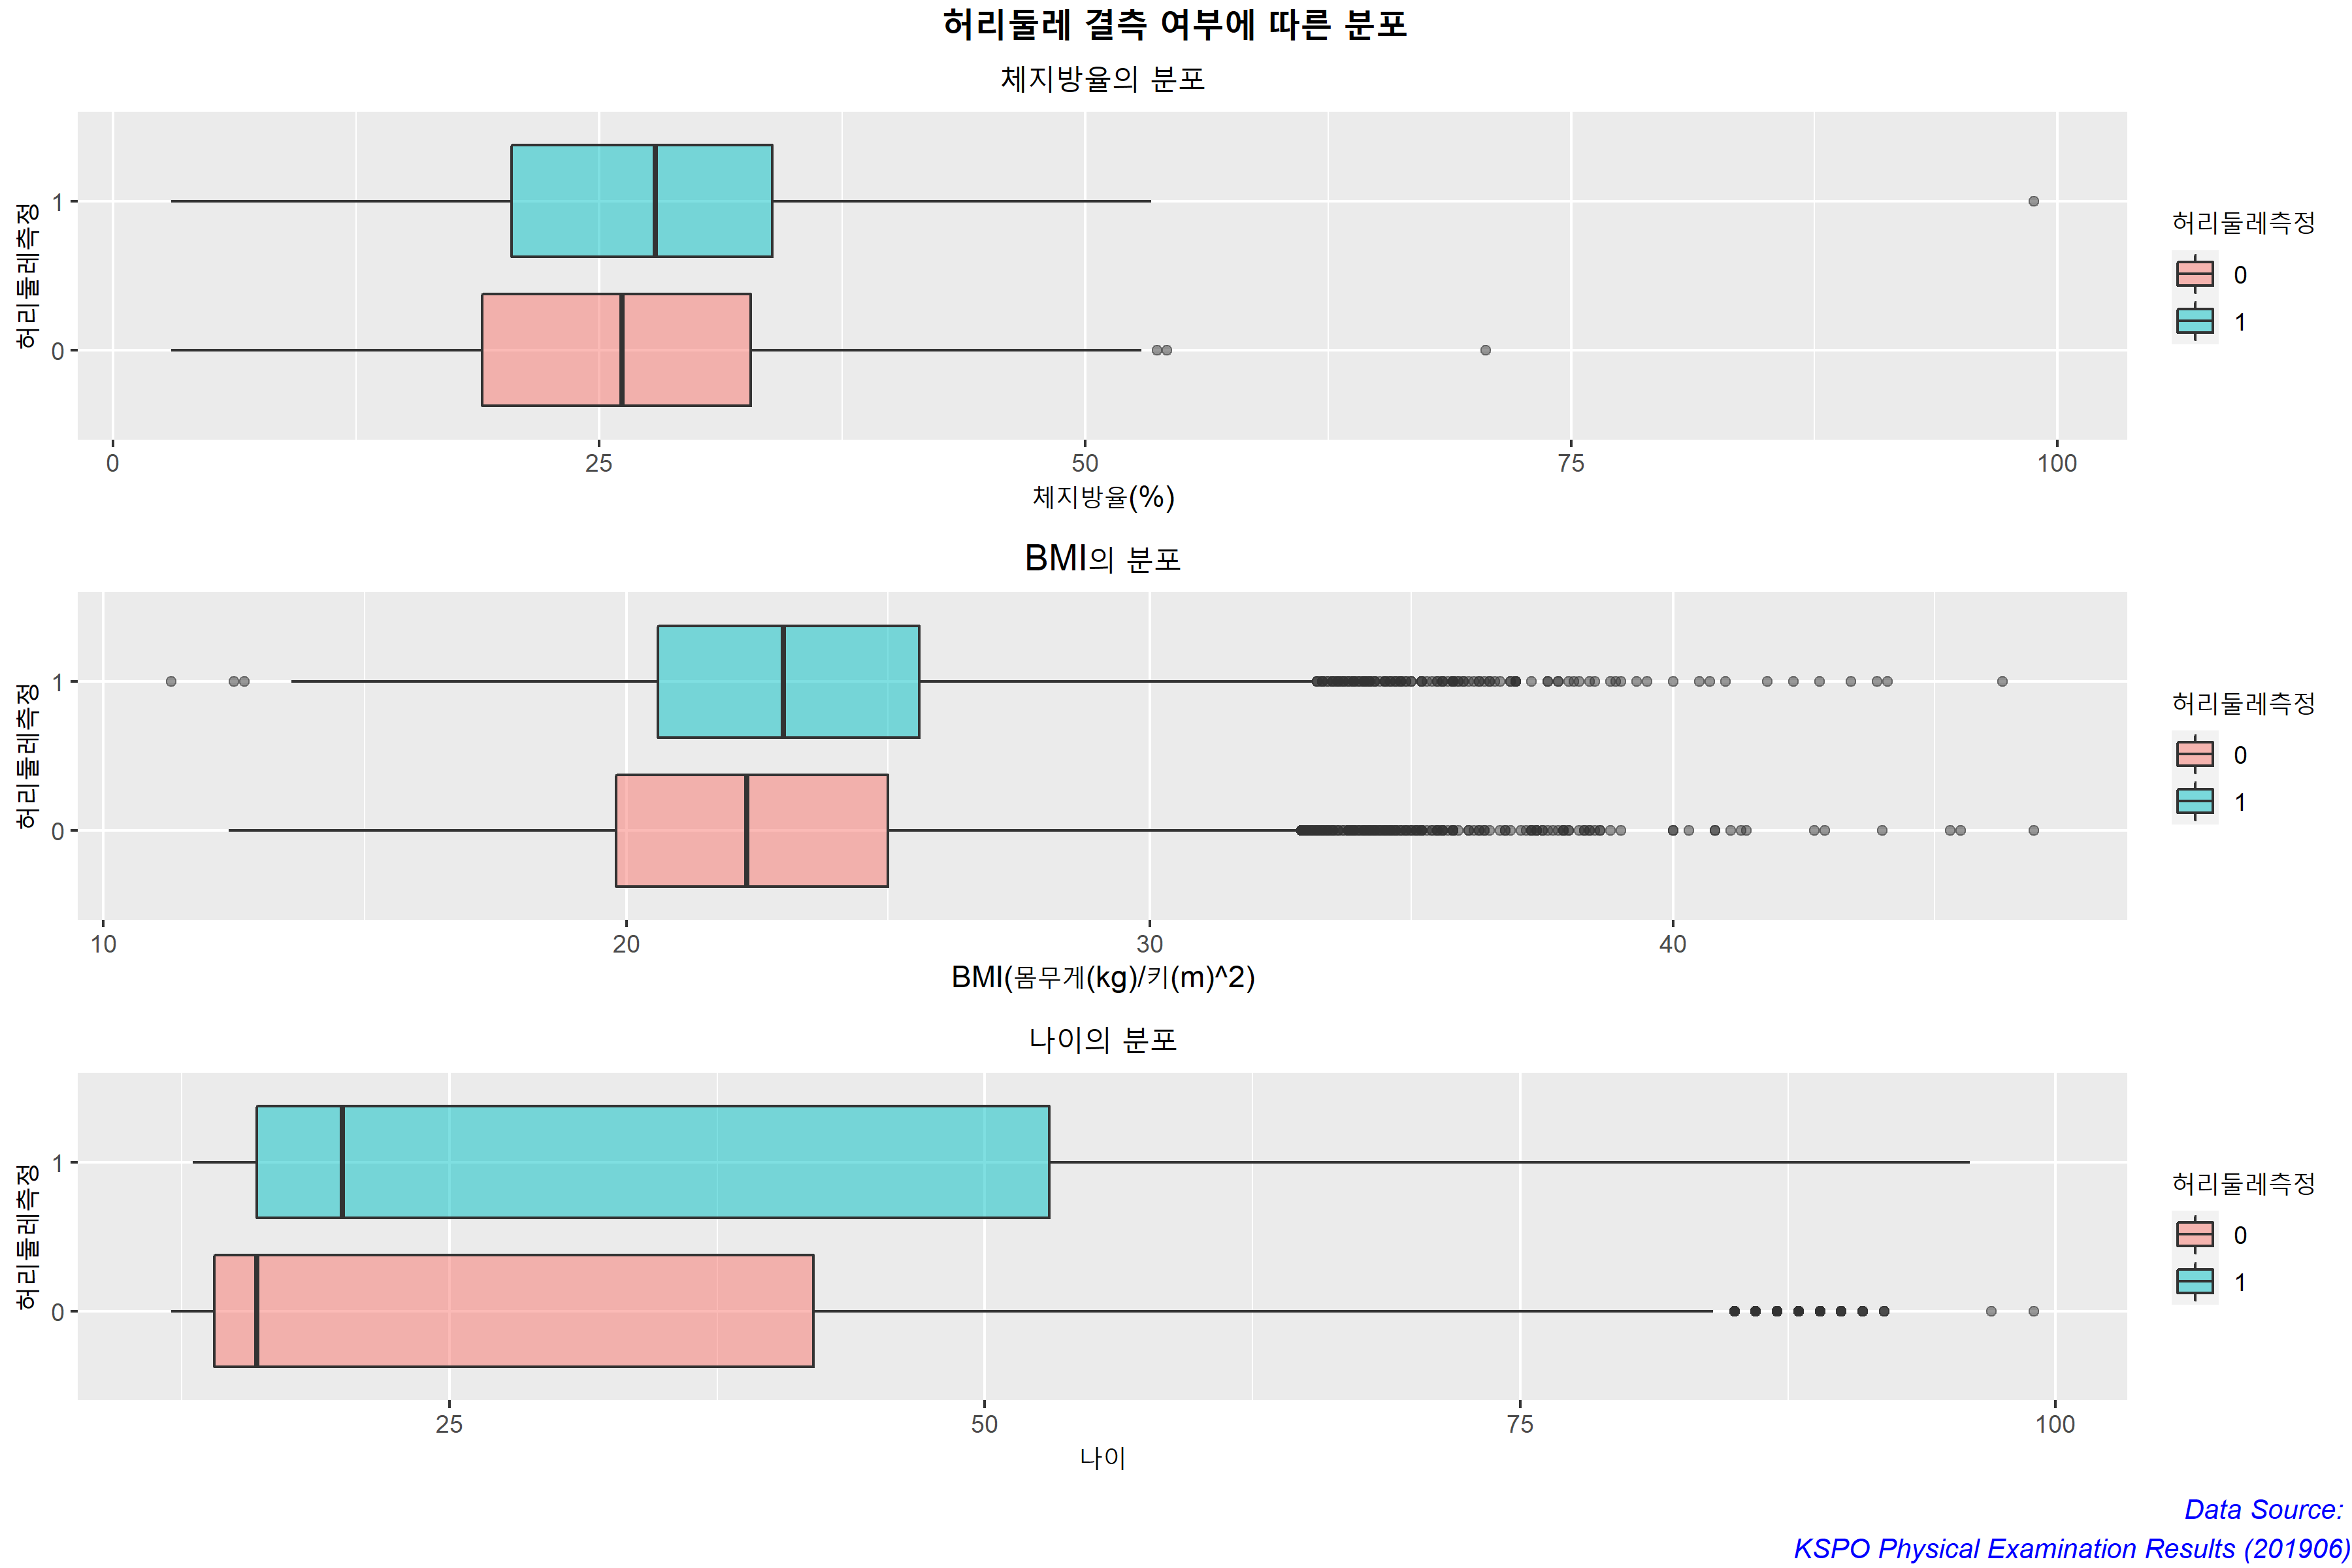 허리둘레 결측 여부에 따른 분포
체지방율의 분포
허리둘레측정
1
0
0 25 50 75 100
체지방율(%)
허리둘레측정
0
1
BMI의 분포
허리둘레측정
1
0
10 20 30 40
BMI(몸무게(kg)/키(m)^2)
허리둘레측정
0
1
나이의 분포
허리둘레측정
1
0
25 50 75 100
나이
허리둘레측정
0
1
Data Source:
KSPO Physical Examination Results (201906)